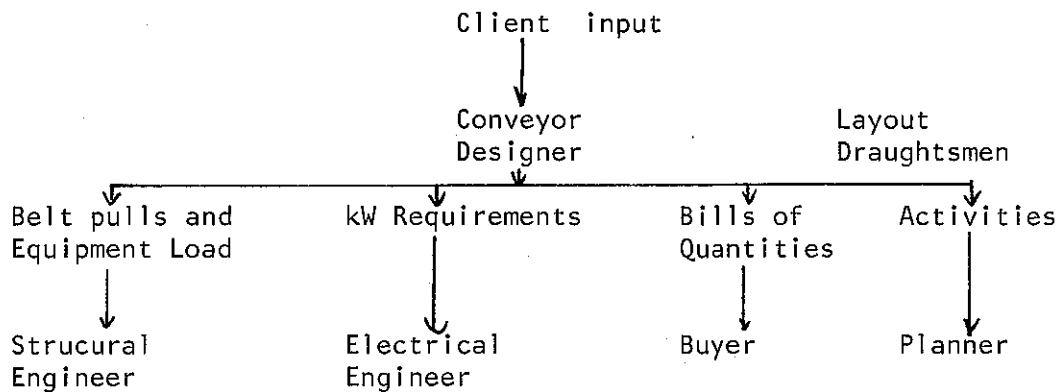 Client input
Conveyor Layout
Designer Draughtsmen
Belt pulls and kW Requirements Bills of Activities
Equipment Load Quantities
Strucural Electrical Buyer Planner
Engineer Engineer